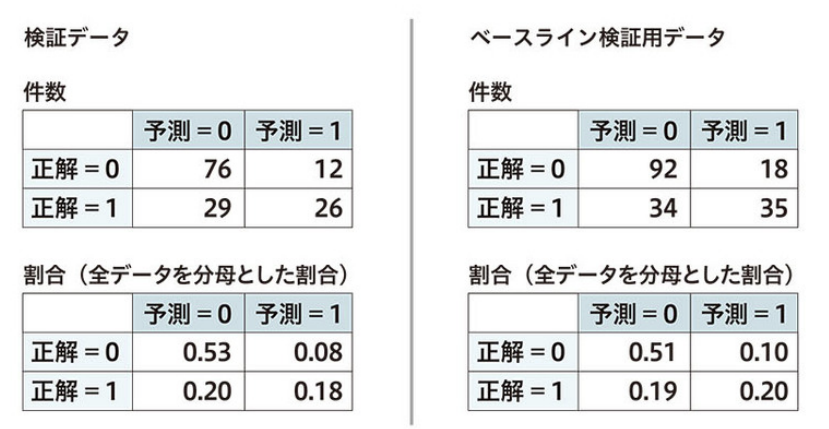 検証データ
件数
予測 = 0 予測 = 1
正解 = 0 76 12
正解 = 1 29 26
割合（全データを分母とした割合）
予測 = 0 予測 = 1
正解 = 0 0.53 0.08
正解 = 1 0.20 0.18
ベースライン検証用データ
件数
予測 = 0 予測 = 1
正解 = 0 92 18
正解 = 1 34 35
割合（全データを分母とした割合）
予測 = 0 予測 = 1
正解 = 0 0.51 0.10
正解 = 1 0.19 0.20